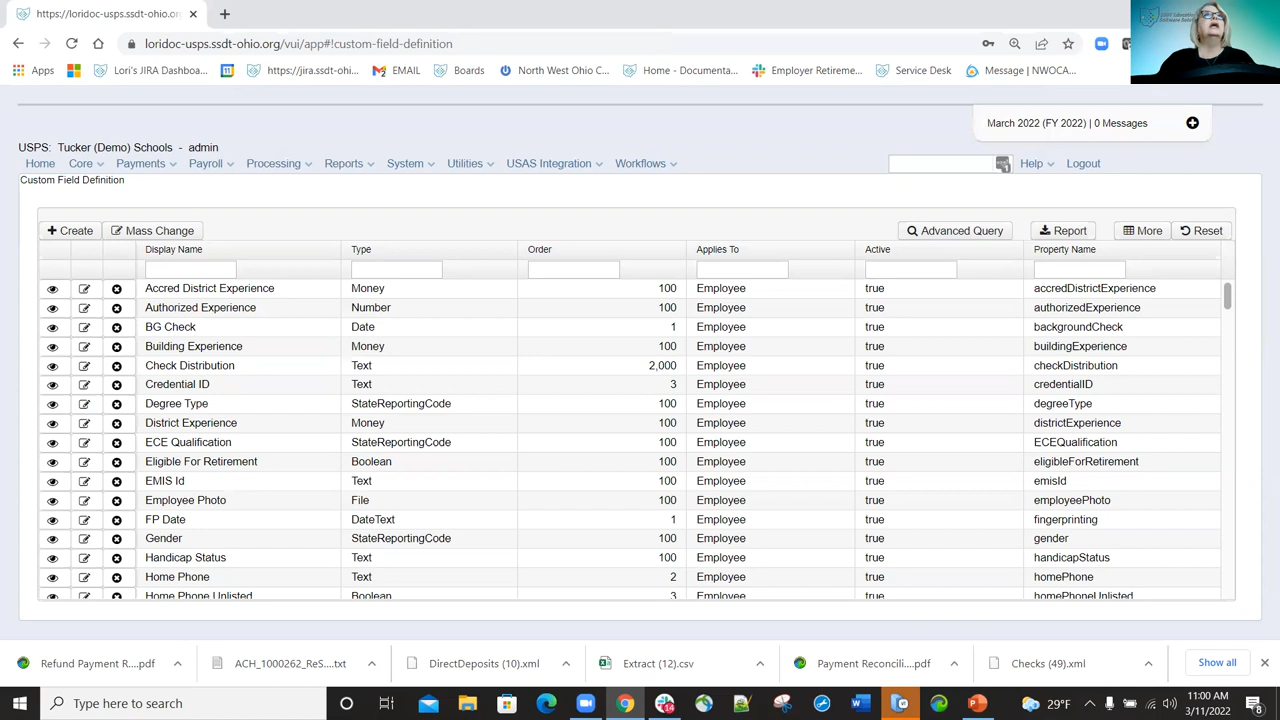 https://loridoc-usps.ssdt-ohio.org
loridoc-usps.ssdt-ohio.org/vui/app#!custom-field-definition
Apps Lori's JIRA Dashboa... https://jira.ssdt-ohi... EMAIL Boards North West Ohio C... Home - Documenta... Employer Retireme... Service Desk Message | NWOCA...
March 2022 (FY 2022) | 0 Messages
USPS: Tucker (Demo) Schools - admin
Home Core Payments Payroll Processing Reports System Utilities USAS Integration Workflows Help Logout
Custom Field Definition
Create Mass Change Advanced Query Report More Reset
Display Name Type Order Applies To Active Property Name
Accred District Experience Money 100 Employee true accredDistrictExperience
Authorized Experience Number 100 Employee true authorizedExperience
BG Check Date 1 Employee true backgroundCheck
Building Experience Money 100 Employee true buildingExperience
Check Distribution Text 2,000 Employee true checkDistribution
Credential ID Text 3 Employee true credentialID
Degree Type StateReportingCode 100 Employee true degreeType
District Experience Money 100 Employee true districtExperience
ECE Qualification StateReportingCode 100 Employee true ECEQualification
Eligible For Retirement Boolean 100 Employee true eligibleForRetirement
EMIS Id Text 100 Employee true emisId
Employee Photo File 100 Employee true employeePhoto
FP Date DateText 1 Employee true fingerprinting
Gender StateReportingCode 100 Employee true gender
Handicap Status Text 100 Employee true handicapStatus
Home Phone Text 2 Employee true homePhone
Home Phone Unlisted Boolean 3 Employee true homePhoneUnlisted
Refund Payment R....pdf ACH_1000262_ReS....txt DirectDeposits (10).xml Extract (12).csv Payment Reconcili....pdf Checks (49).xml Show all
Type here to search 14 29°F 11:00 AM
3/11/2022 8